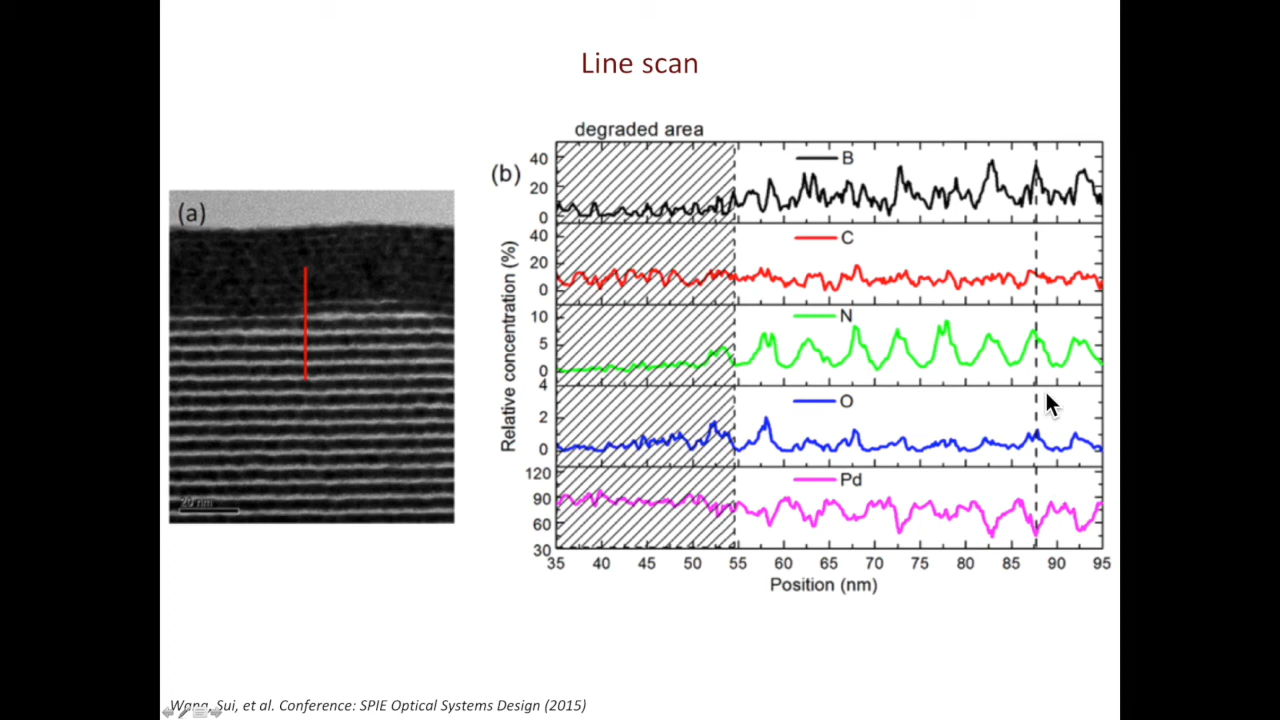 Line scan
(a)
20 nm
degraded area
(b)
Relative concentration (%)
40
20
0
B
40
20
0
C
10
5
0
N
4
2
0
O
120
90
60
30
Pd
35 40 45 50 55 60 65 70 75 80 85 90 95
Position (nm)
Wang, Sui, et al. Conference: SPIE Optical Systems Design (2015)